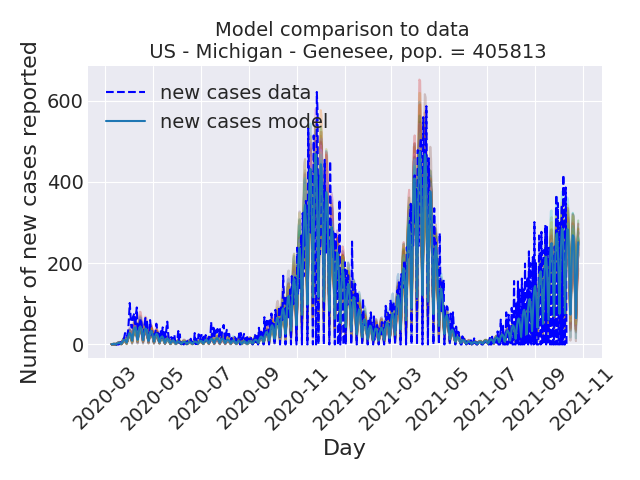 Model comparison to data
US - Michigan - Genesee, pop. = 405813
Number of new cases reported
600
400
200
0
new cases data
new cases model
2020-03
2020-05
2020-07
2020-09
2020-11
2021-01
2021-03
2021-05
2021-07
2021-09
2021-11
Day